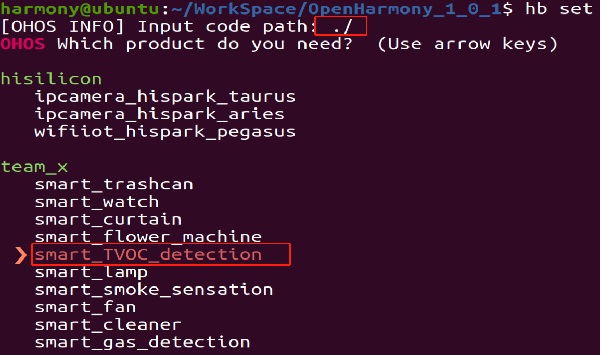 harmony@ubuntu:~/WorkSpace/OpenHarmony_1_0_1$ hb set
[OHOS INFO] Input code path: ./
OHOS Which product do you need?  (Use arrow keys)
hisilicon
ipcamera_hispark_taurus
ipcamera_hispark_aries
wifiiot_hispark_pegasus
team_x
smart_trashcan
smart_watch
smart_curtain
smart_flower_machine
❯ smart_TVOC_detection
smart_lamp
smart_smoke_sensation
smart_fan
smart_cleaner
smart_gas_detection